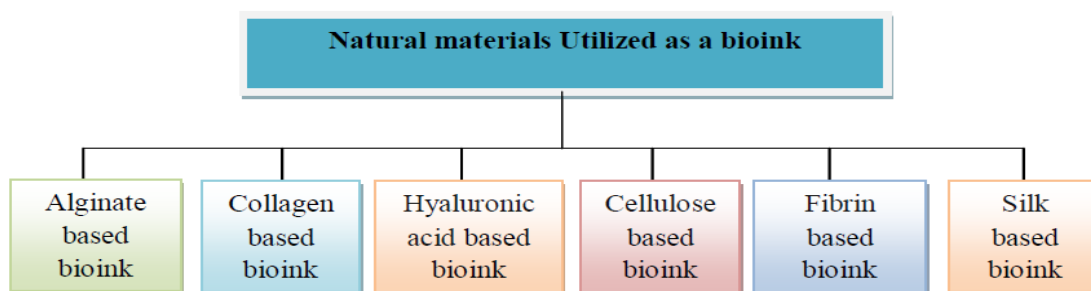 Natural materials Utilized as a bioink
Alginate
based
bioink
Collagen
based
bioink
Hyaluronic
acid based
bioink
Cellulose
based
bioink
Fibrin
based
bioink
Silk
based
bioink